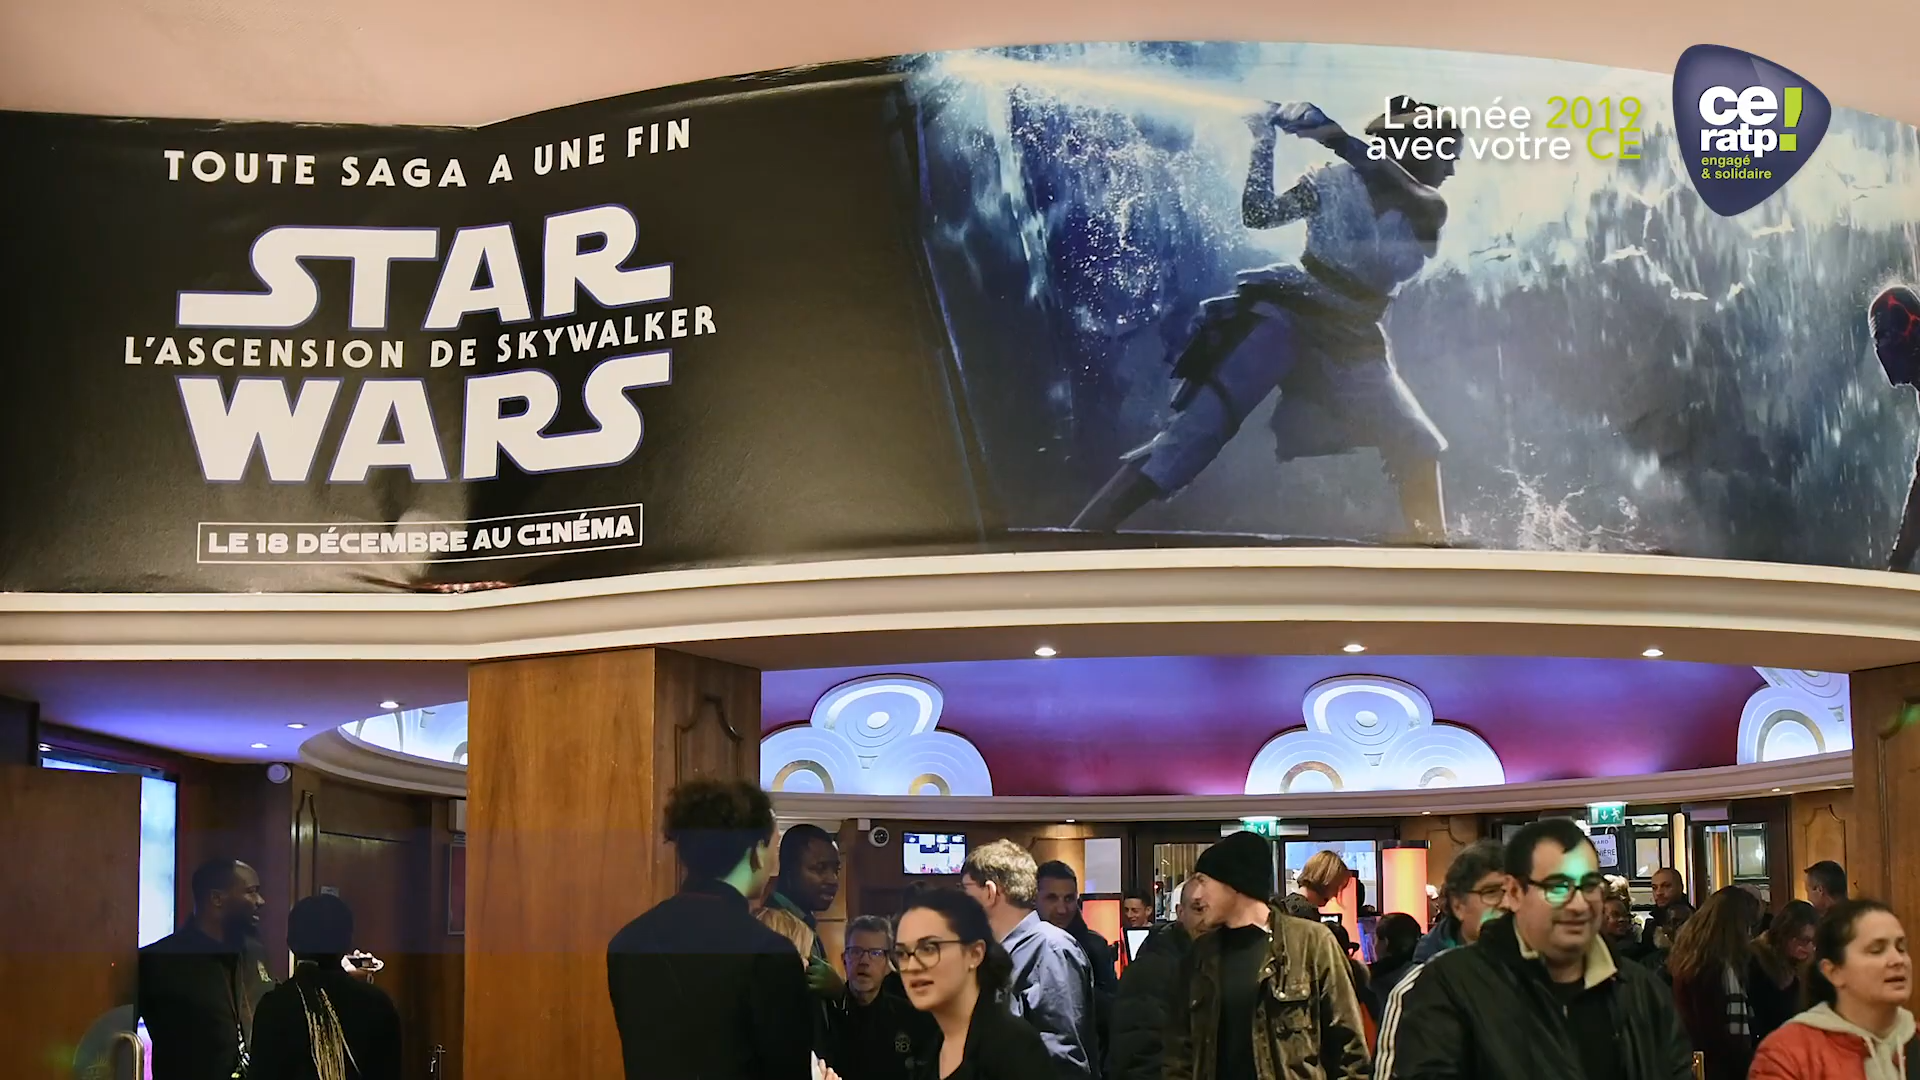 TOUTE SAGA A UNE FIN
STAR
L'ASCENSION DE SKYWALKER
WARS
LE 18 DÉCEMBRE AU CINÉMA
L'année 2019
avec votre CE
ce!
ratp
engagé
& solidaire